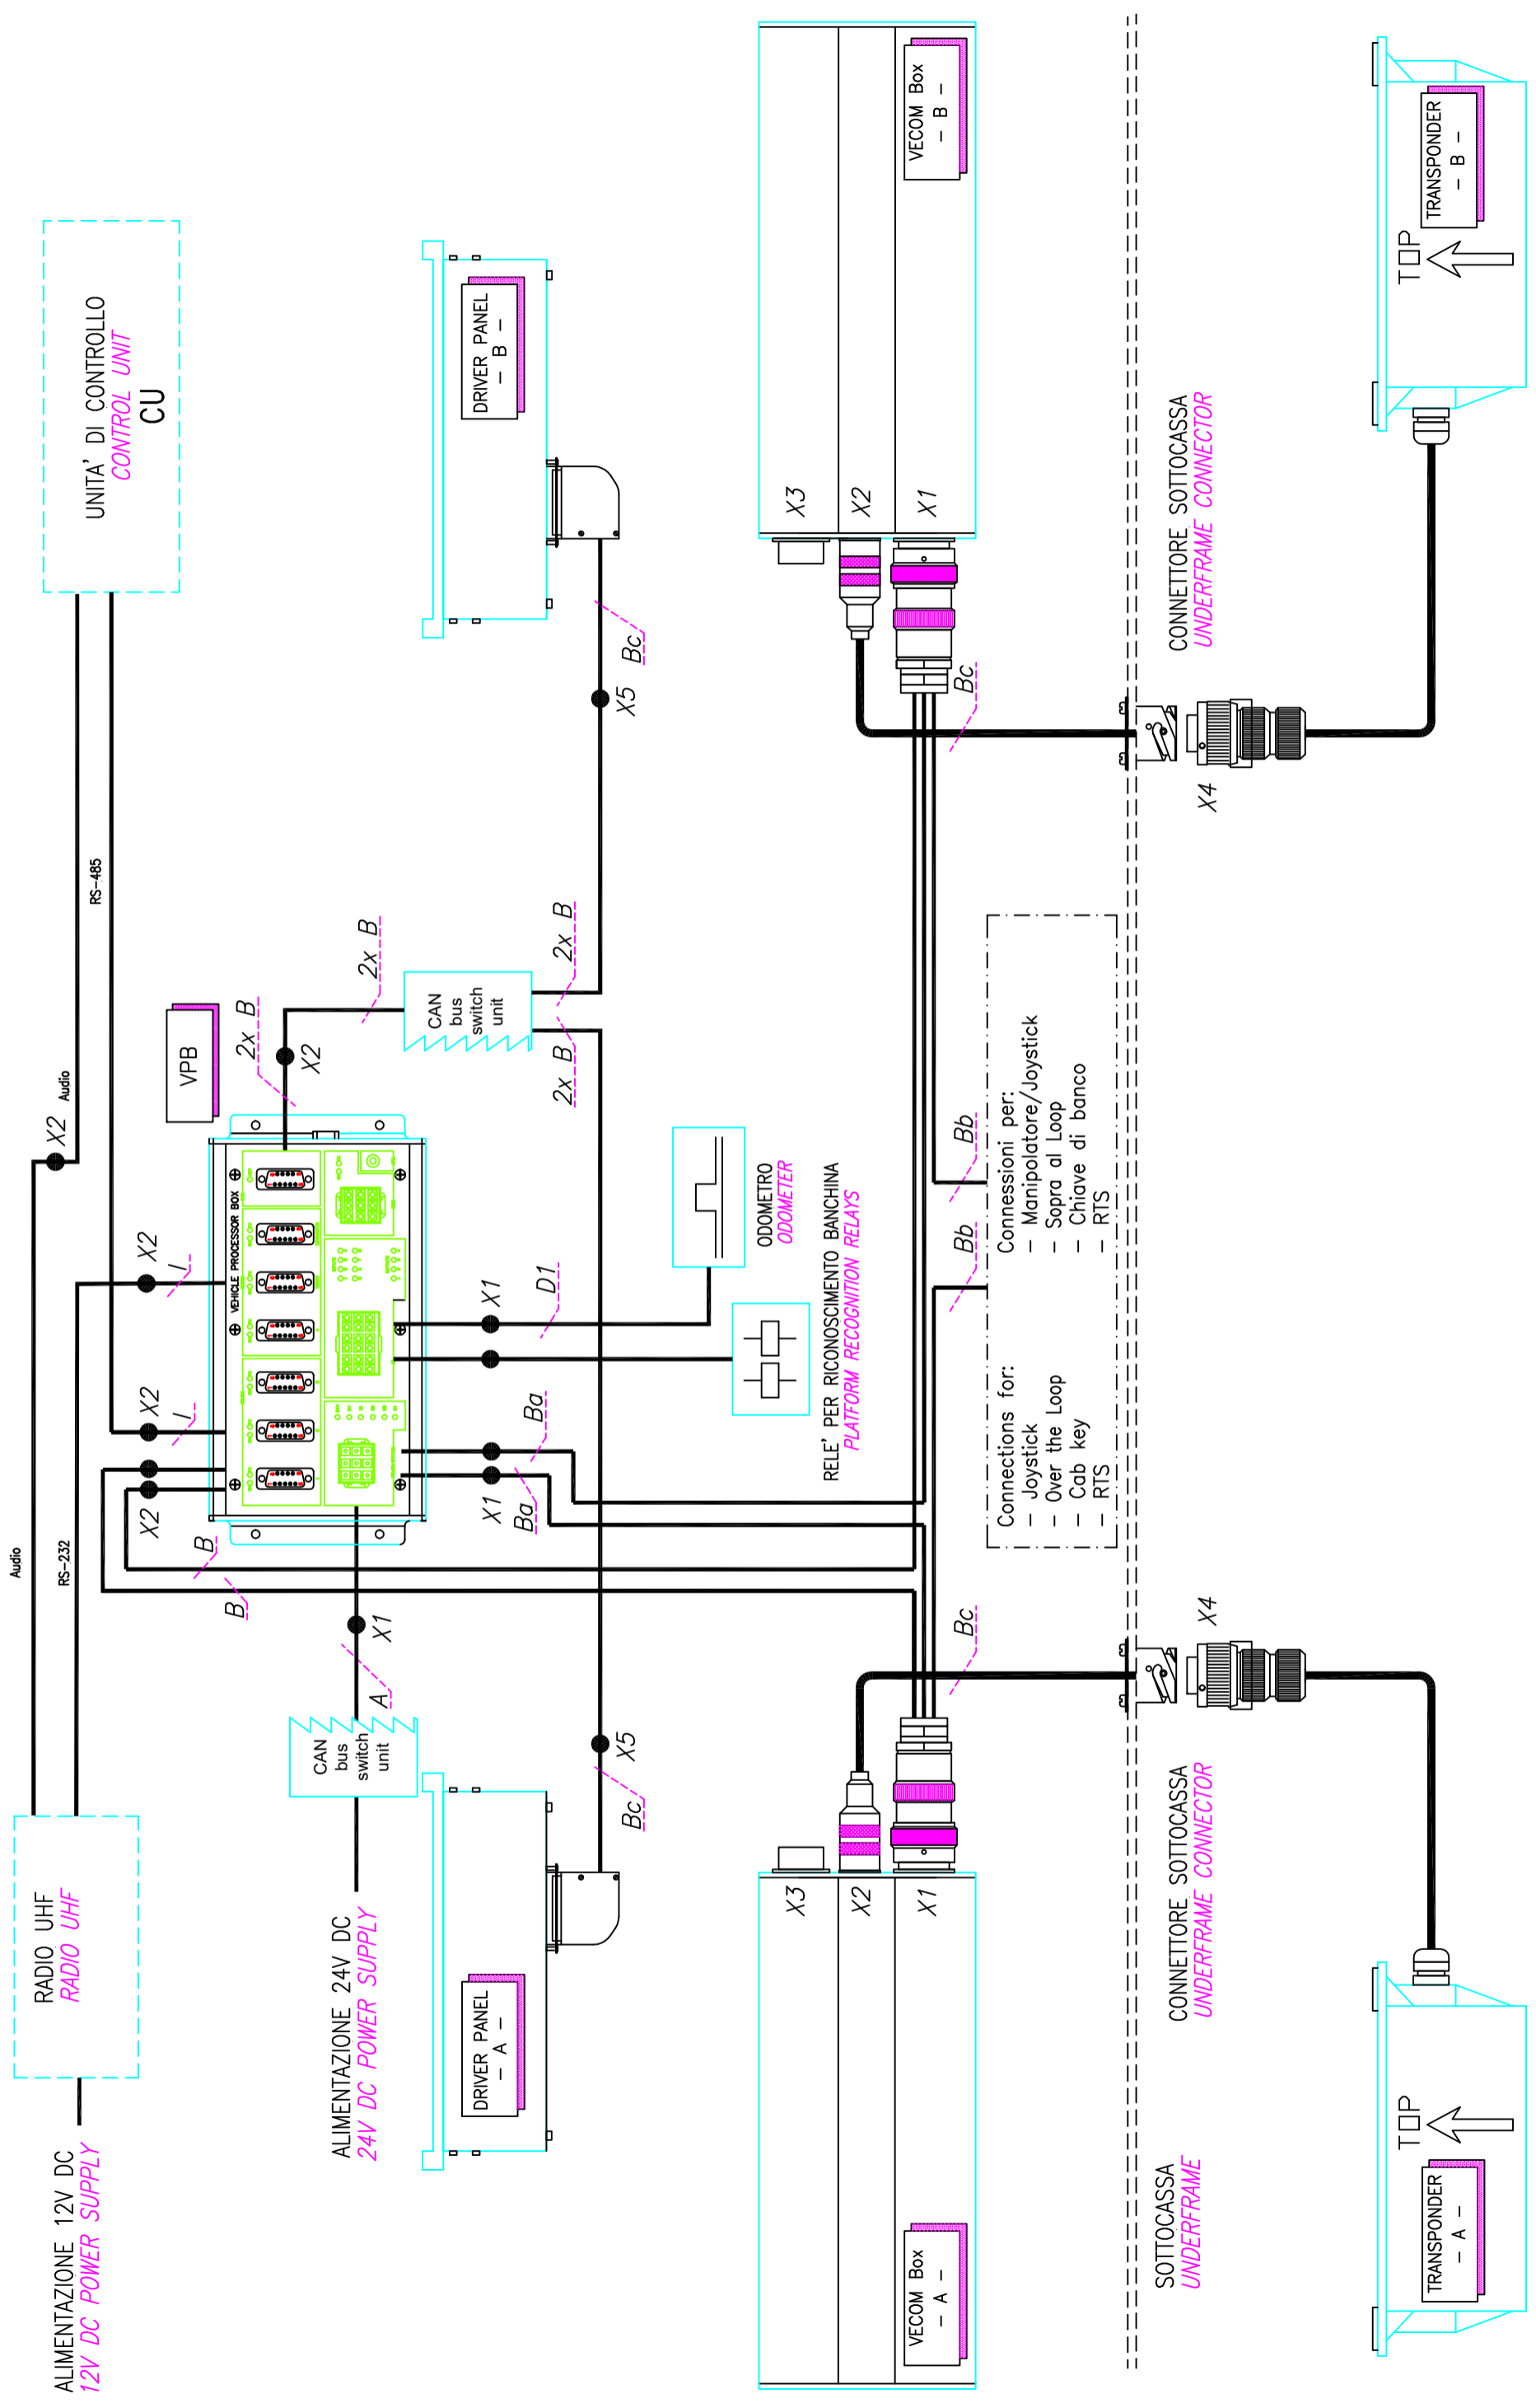 ALIMENTAZIONE 12V DC
12V DC POWER SUPPLY
RADIO UHF
RADIO UHF
Audio
RS-232
X2
Audio
RS-485
UNITA' DI CONTROLLO
CONTROL UNIT
CU
ALIMENTAZIONE 24V DC
24V DC POWER SUPPLY
CAN
bus
switch
unit
A
X1
B
B
X2
X2
I
X2
I
VEHICLE PROCESSOR BOX
VPB
2x B
X2
2x B
CAN
bus
switch
unit
2x B
2x B
DRIVER PANEL
- A -
Bc
X5
X1
Ba
Ba
X1
D1
X5
Bc
DRIVER PANEL
- B -
RELE' PER RICONOSCIMENTO BANCHINA
PLATFORM RECOGNITION RELAYS
ODOMETRO
ODOMETER
VECOM Box
- A -
X3
X2
X1
Bc
Bb
Bb
Connections for:
- Joystick
- Over the Loop
- Cab key
- RTS
Connessioni per:
- Manipolatore/Joystick
- Sopra al Loop
- Chiave di banco
- RTS
Bc
X3
X2
X1
VECOM Box
- B -
SOTTOCASSA
UNDERFRAME
CONNETTORE SOTTOCASSA
UNDERFRAME CONNECTOR
X4
X4
CONNETTORE SOTTOCASSA
UNDERFRAME CONNECTOR
TRANSPONDER
- A -
TOP
TOP
TRANSPONDER
- B -